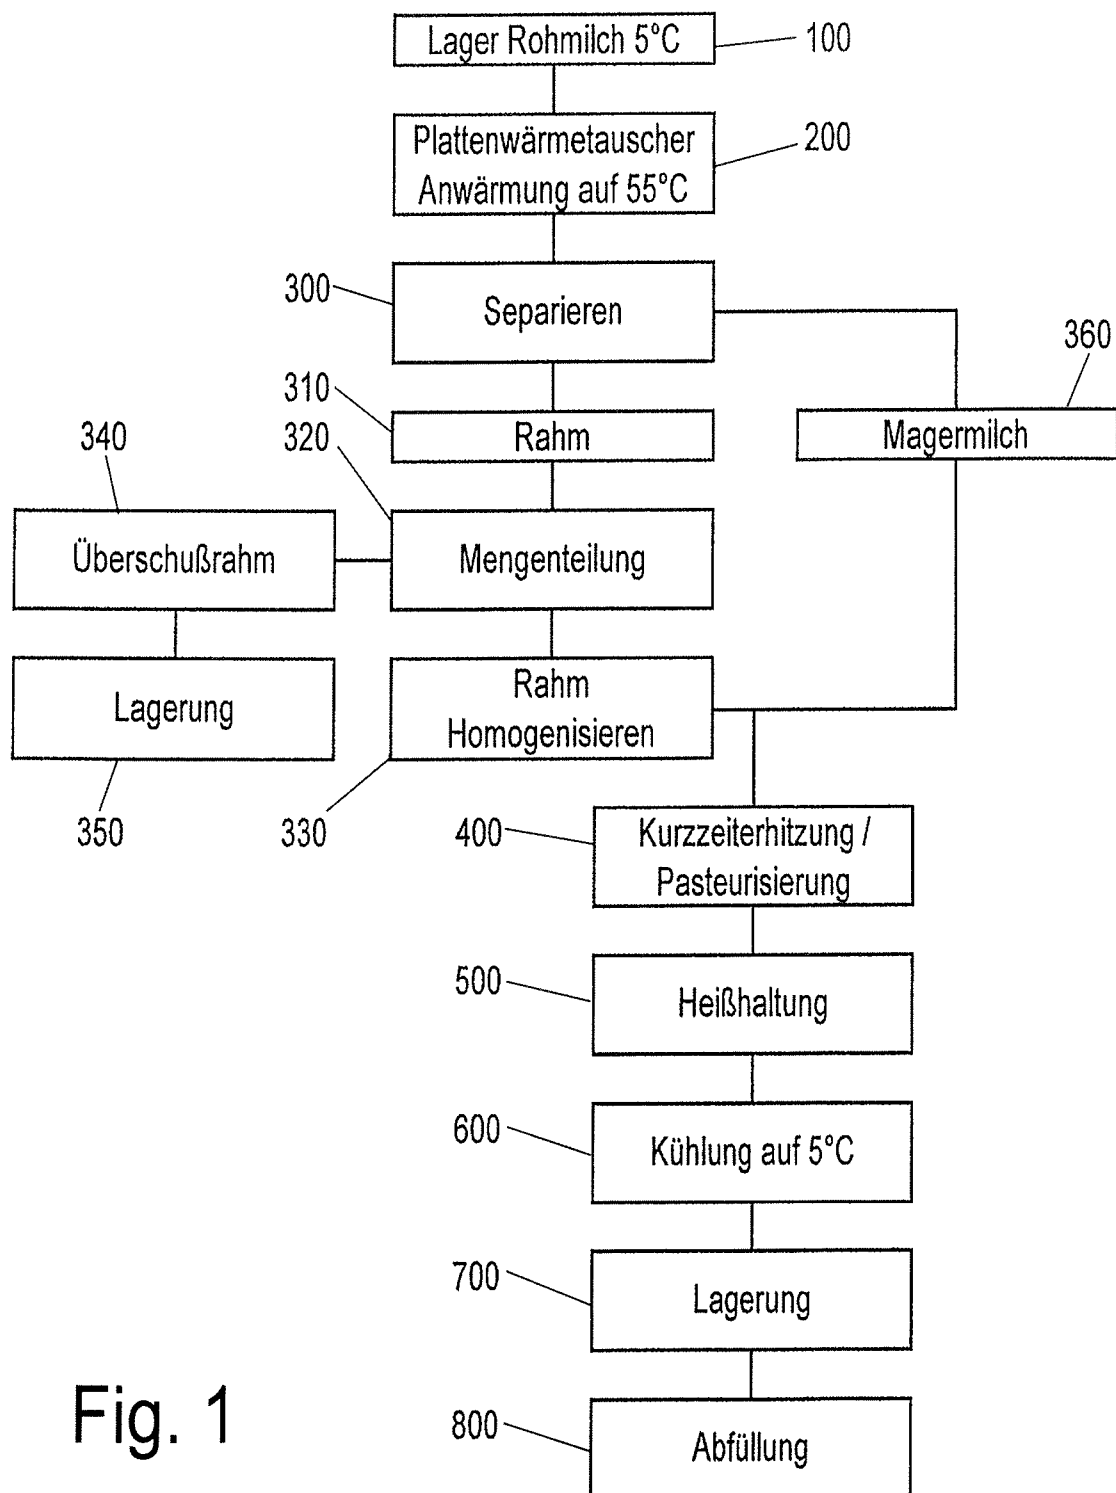 Lager Rohmilch 5°C
100
Plattenwärmetauscher
Anwärmung auf 55°C
200
300
Separieren
360
310
Rahm
Magermilch
340
320
Überschußrahm
Mengenteilung
Lagerung
Rahm
Homogenisieren
350
330
400
Kurzzeiterhitzung /
Pasteurisierung
500
Heißhaltung
600
Kühlung auf 5°C
700
Lagerung
Fig. 1
800
Abfüllung